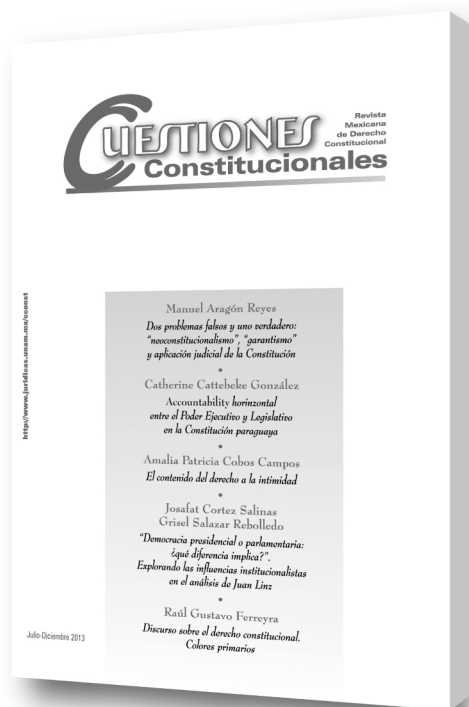 CUESTIONES
Constitucionales
Revista
Mexicana
de Derecho
Constitucional
http://www.juridicas.unam.mx/cconst
Manuel Aragón Reyes
Dos problemas falsos y uno verdadero:
“neoconstitucionalismo”, “garantismo”
y aplicación judicial de la Constitución
•
Catherine Cattebeke González
Accountability horinzontal
entre el Poder Ejecutivo y Legislativo
en la Constitución paraguaya
•
Amalia Patricia Cobos Campos
El contenido del derecho a la intimidad
•
Josafat Cortez Salinas
Grisel Salazar Rebolledo
“Democracia presidencial o parlamentaria:
¿qué diferencia implica?”.
Explorando las influencias institucionalistas
en el análisis de Juan Linz
•
Raúl Gustavo Ferreyra
Discurso sobre el derecho constitucional.
Colores primarios
Julio-Diciembre 2013